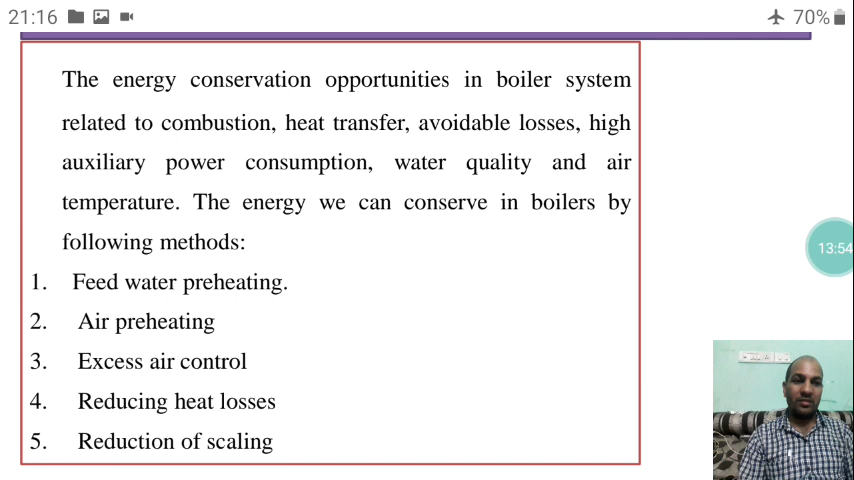 21:16
70%
The energy conservation opportunities in boiler system
related to combustion, heat transfer, avoidable losses, high
auxiliary power consumption, water quality and air
temperature. The energy we can conserve in boilers by
following methods:
1. Feed water preheating.
2. Air preheating
3. Excess air control
4. Reducing heat losses
5. Reduction of scaling
13:54